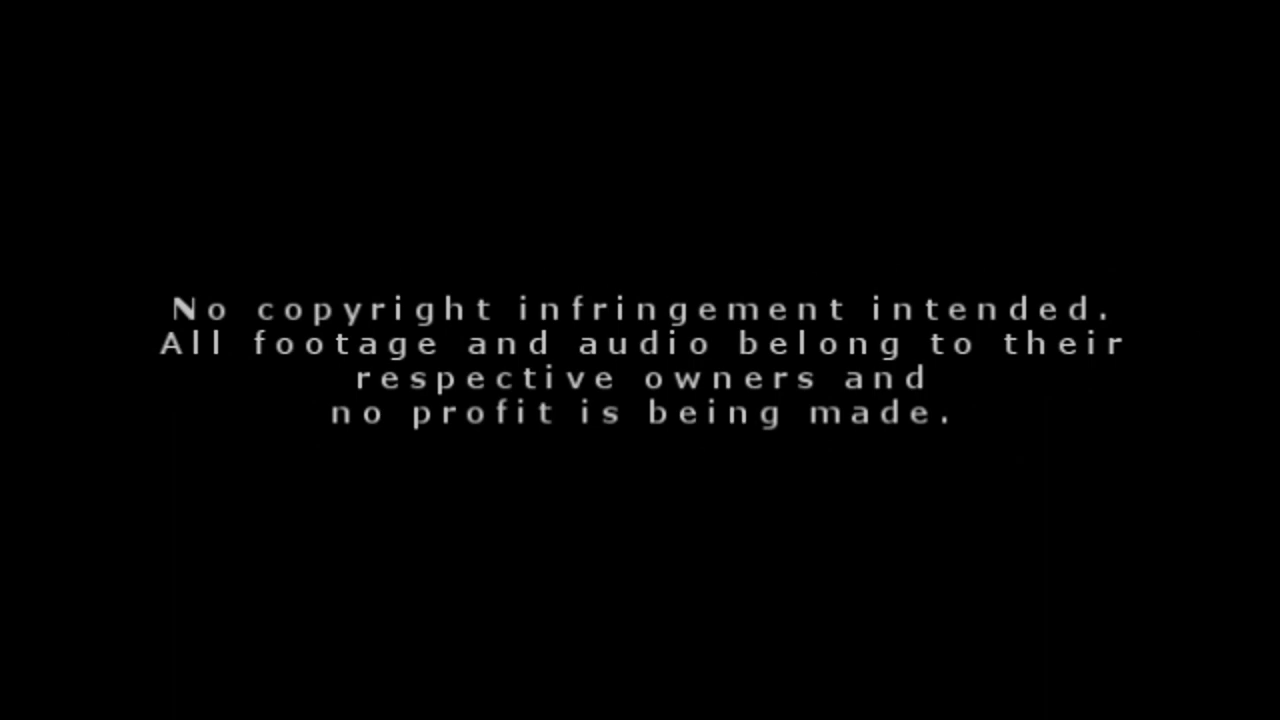 No copyright infringement intended.
All footage and audio belong to their
respective owners and
no profit is being made.